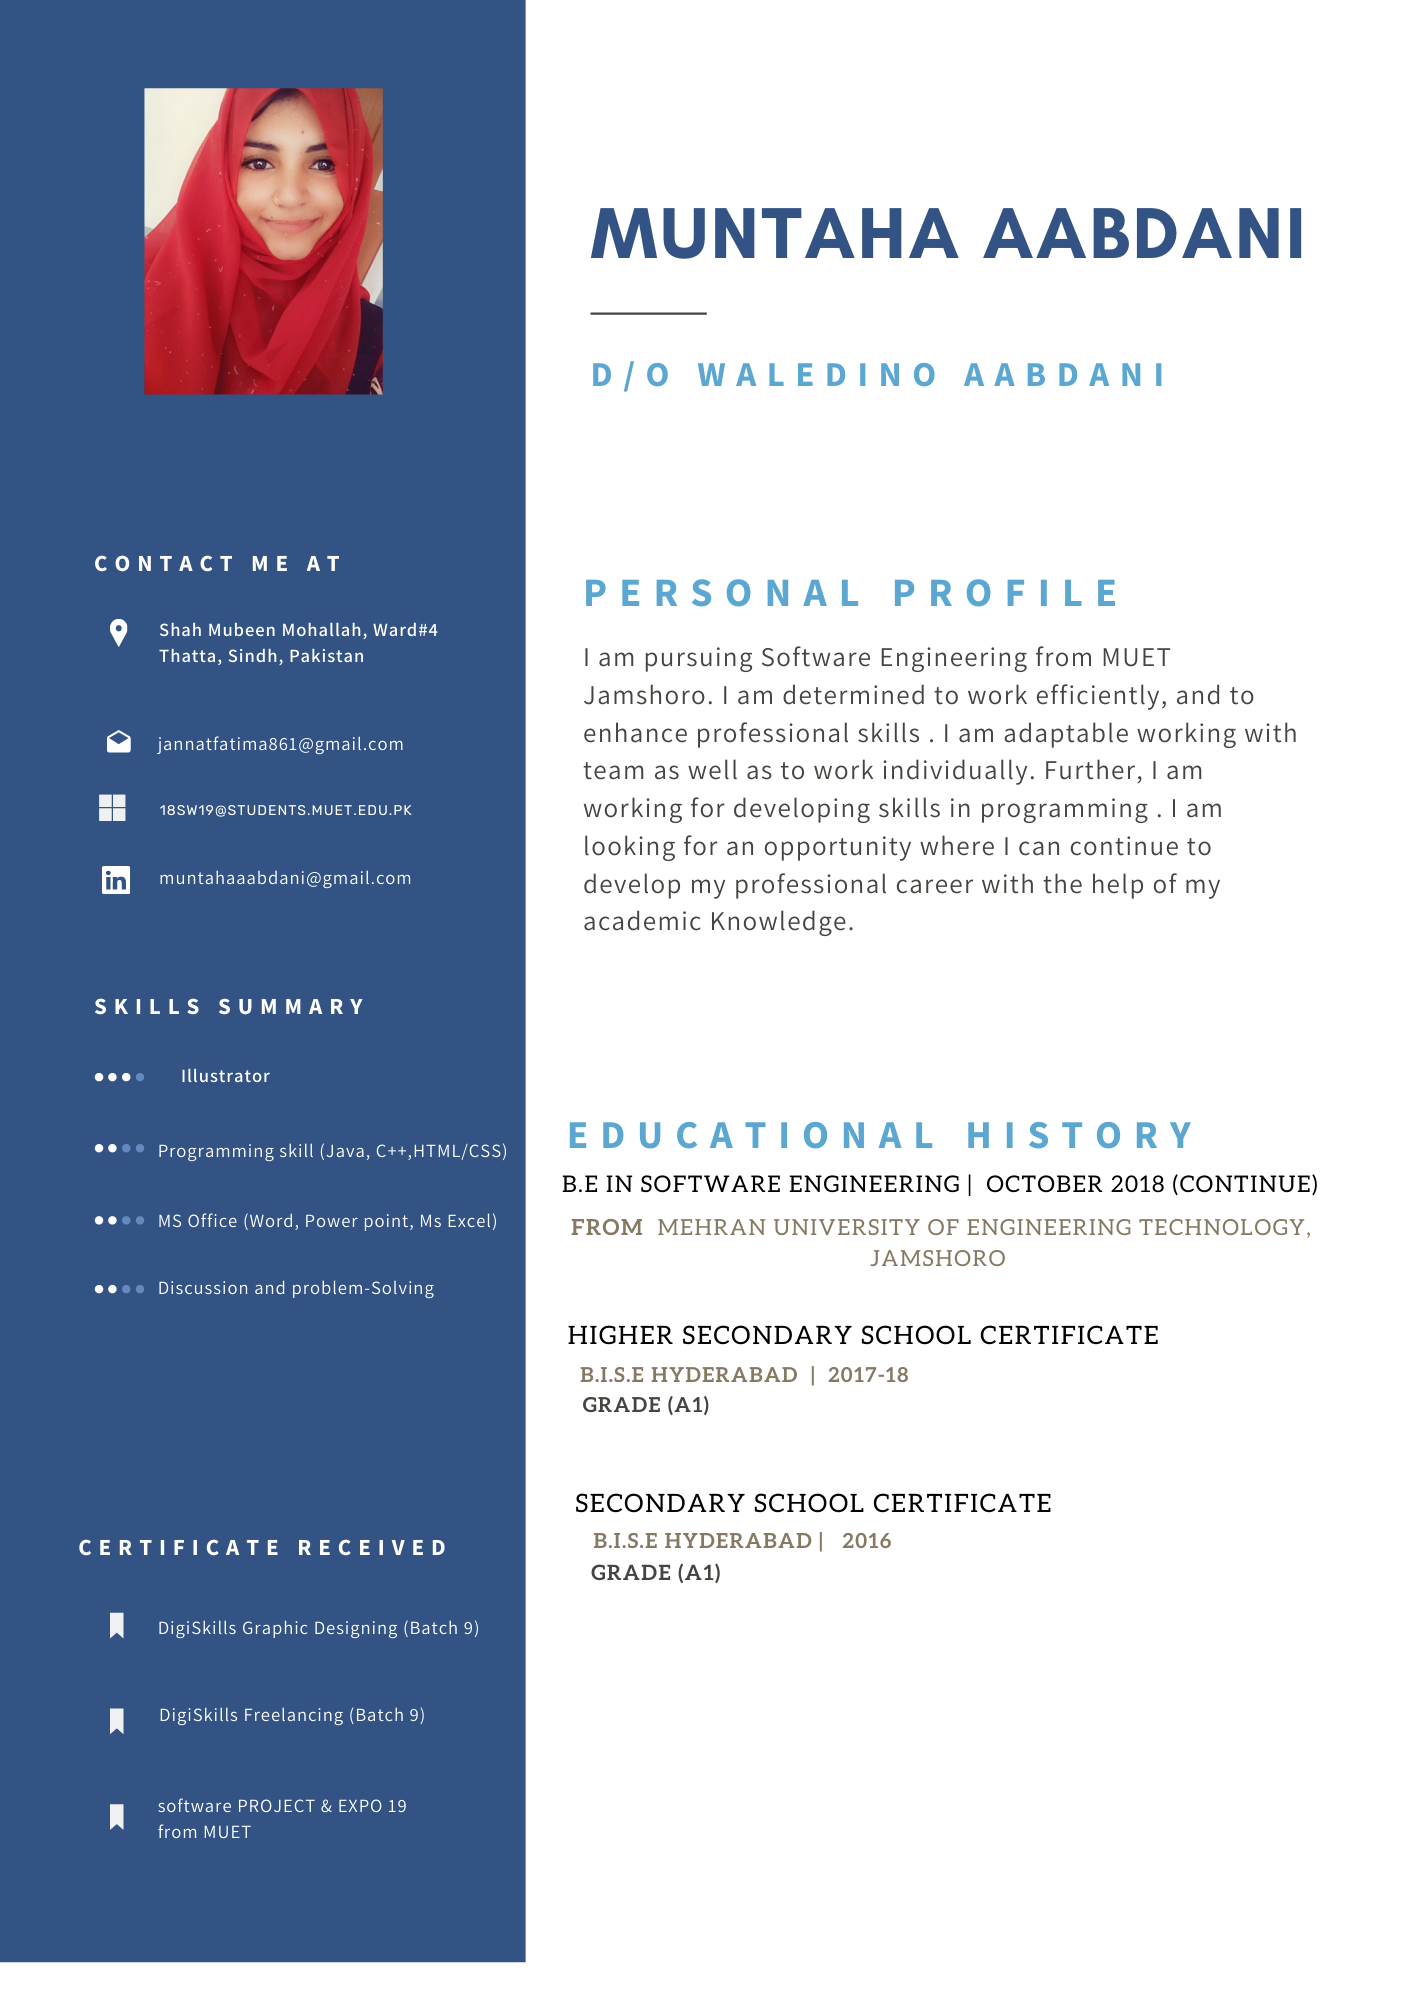 MUNTAHA AABDANI
D/O WALEDINO AABDANI
CONTACT ME AT
Shah Mubeen Mohallah, Ward#4
Thatta, Sindh, Pakistan
jannatfatima861@gmail.com
18SW19@STUDENTS.MUET.EDU.PK
in
muntahaaabdani@gmail.com
SKILLS SUMMARY
Illustrator
Programming skill (Java, C++,HTML/CSS)
MS Office (Word, Power point, Ms Excel)
Discussion and problem-Solving
CERTIFICATE RECEIVED
DigiSkills Graphic Designing (Batch 9)
DigiSkills Freelancing (Batch 9)
software PROJECT & EXPO 19
from MUET
PERSONAL PROFILE
I am pursuing Software Engineering from MUET
Jamshoro. I am determined to work efficiently, and to
enhance professional skills . I am adaptable working with
team as well as to work individually. Further, I am
working for developing skills in programming . I am
looking for an opportunity where I can continue to
develop my professional career with the help of my
academic Knowledge.
EDUCATIONAL HISTORY
B.E IN SOFTWARE ENGINEERING | OCTOBER 2018 (CONTINUE)
FROM MEHRAN UNIVERSITY OF ENGINEERING TECHNOLOGY,
JAMSHORO
HIGHER SECONDARY SCHOOL CERTIFICATE
B.I.S.E HYDERABAD | 2017-18
GRADE (A1)
SECONDARY SCHOOL CERTIFICATE
B.I.S.E HYDERABAD | 2016
GRADE (A1)